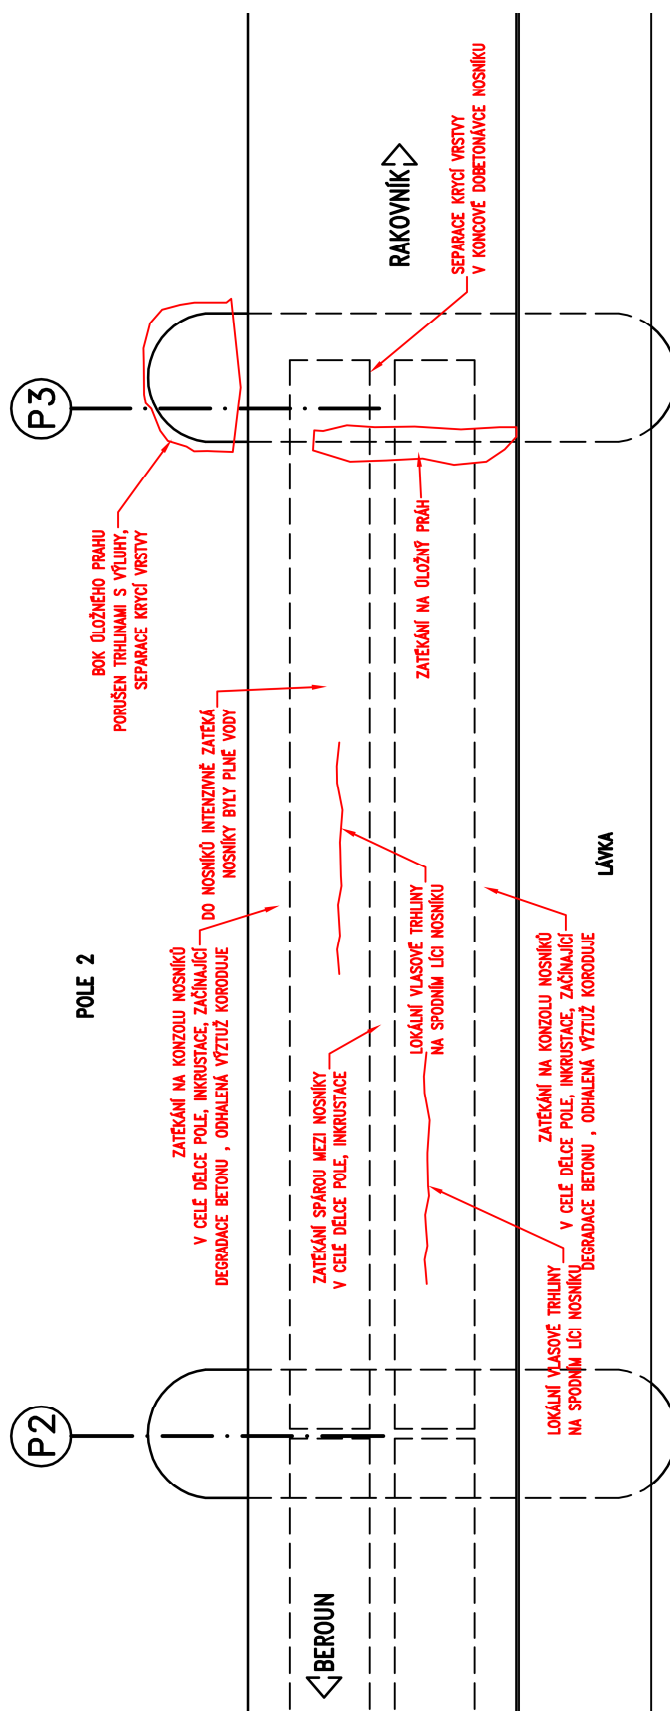 P2
P3
POLE 2
BOK ÚLOŽNÉHO PRAHU
PORUŠEN TRHLINAMI S VÝLUHY,
SEPARACE KRYCÍ VRSTVY
ZATÉKÁNÍ NA KONZOLU NOSNÍKŮ
V CELÉ DÉLCE POLE, INKRUSTACE, ZAČÍNAJÍCÍ
DEGRADACE BETONU , ODHALENÁ VÝZTUŽ KORODUJE
DO NOSNÍKŮ INTENZIVNĚ ZATÉKÁ
NOSNÍKY BYLY PLNÉ VODY
ZATÉKÁNÍ SPÁROU MEZI NOSNÍKY
V CELÉ DÉLCE POLE, INKRUSTACE
LOKÁLNÍ VLASOVÉ TRHLINY
NA SPODNÍM LÍCI NOSNÍKU
ZATÉKÁNÍ NA ÚLOŽNÝ PRÁH
SEPARACE KRYCÍ VRSTVY
V KONCOVÉ DOBETONÁVCE NOSNÍKU
BEROUN
RAKOVNÍK
LOKÁLNÍ VLASOVÉ TRHLINY
NA SPODNÍM LÍCI NOSNÍKU
ZATÉKÁNÍ NA KONZOLU NOSNÍKŮ
V CELÉ DÉLCE POLE, INKRUSTACE, ZAČÍNAJÍCÍ
DEGRADACE BETONU , ODHALENÁ VÝZTUŽ KORODUJE
LÁVKA